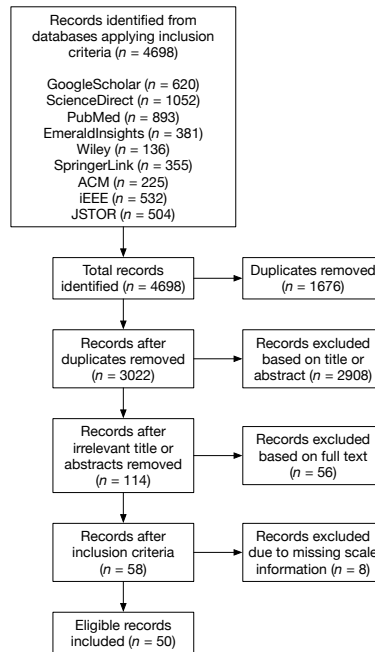 Records identified from
databases applying inclusion
criteria (n = 4698)
GoogleScholar (n = 620)
ScienceDirect (n = 1052)
PubMed (n = 893)
EmeraldInsights (n = 381)
Wiley (n = 136)
SpringerLink (n = 355)
ACM (n = 225)
iEEE (n = 532)
JSTOR (n = 504)
Total records
identified (n = 4698)
Duplicates removed
(n = 1676)
Records after
duplicates removed
(n = 3022)
Records excluded
based on title or
abstract (n = 2908)
Records after
irrelevant title or
abstracts removed
(n = 114)
Records excluded
based on full text
(n = 56)
Records after
inclusion criteria
(n = 58)
Records excluded
due to missing scale
information (n = 8)
Eligible records
included (n = 50)